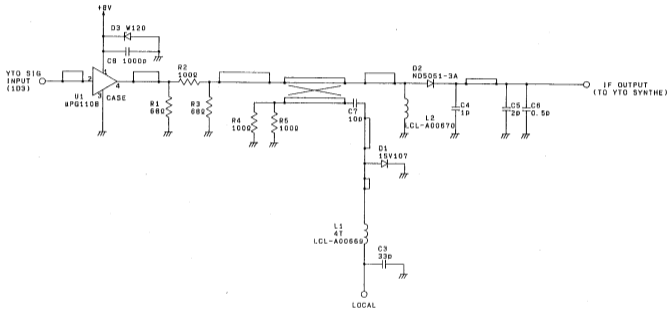 +8V
D3 W120
C8 1000p
YTO SIG
INPUT
(1D3)
2
1
4
3
CASE
U1
μPG110B
R2
100Ω
R1
68Ω
R3
68Ω
R4
100Ω
R5
100Ω
C7
10p
D2
ND5051-3A
L2
LCL-A00670
C4
1p
C5
2p
C6
0.5p
IF OUTPUT
(TO YTO SYNTHE)
D1
1SV107
L1
4T
LCL-A00669
C3
33p
LOCAL